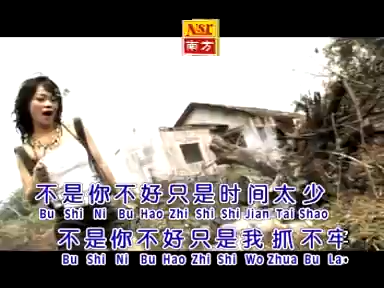 NSR
南方
不是你不好只是时间太少
Bu Shi Ni Bu Hao Zhi Shi Shi Jian Tai Shao
不是你不好只是我抓不牢
Bu Shi Ni Bu Hao Zhi Shi Wo Zhua Bu La